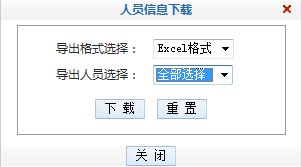 人员信息下载
导出格式选择： Excel格式
导出人员选择： 全部选择
下 载 重 置
关 闭